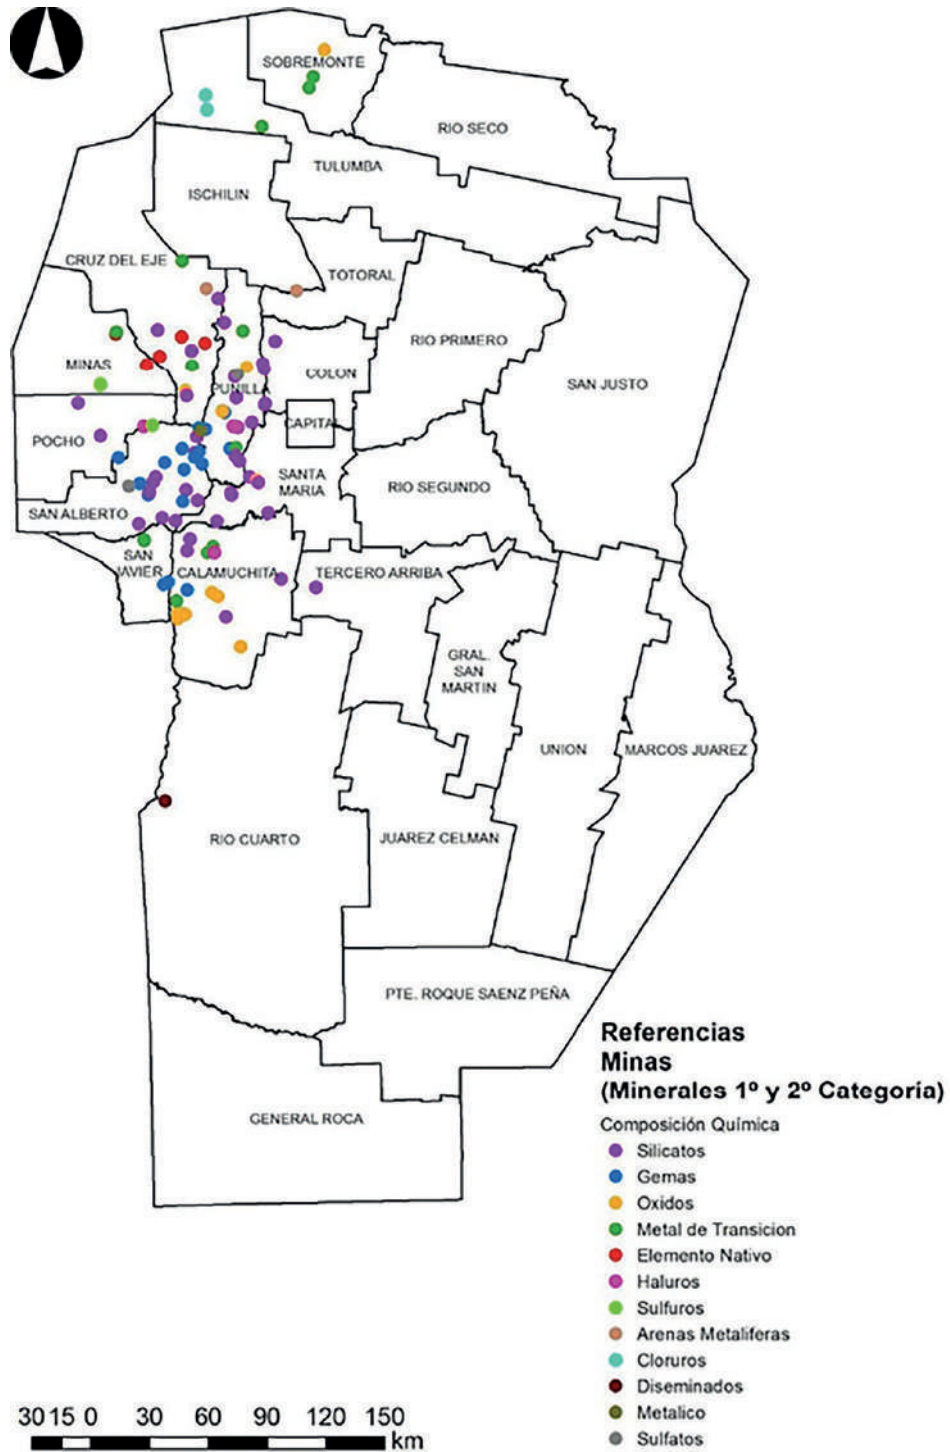 SOBREMONTE
RIO SECO
TULUMBA
ISCHILIN
CRUZ DEL EJE
TOTORAL
RIO PRIMERO
MINAS
PUNILLA
COLON
SAN JUSTO
CAPITAL
POCHO
SANTA
MARIA
RIO SEGUNDO
SAN ALBERTO
SAN
JAVIER
CALAMUCHITA
TERCERO ARRIBA
GRAL.
SAN
MARTIN
UNION
MARCOS JUAREZ
RIO CUARTO
JUAREZ CELMAN
PTE. ROQUE SAENZ PEÑA
GENERAL ROCA
Referencias
Minas
(Minerales 1º y 2º Categoría)
Composición Química
Silicatos
Gemas
Oxidos
Metal de Transicion
Elemento Nativo
Haluros
Sulfuros
Arenas Metaliferas
Cloruros
Diseminados
Metalico
Sulfatos
30 15 0 30 60 90 120 150
km